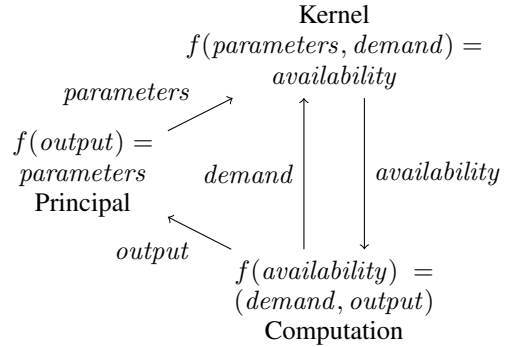 Kernel
f(parameters, demand) =
availability
parameters
f(output) =
parameters
Principal
demand
availability
output
f(availability) =
(demand, output)
Computation